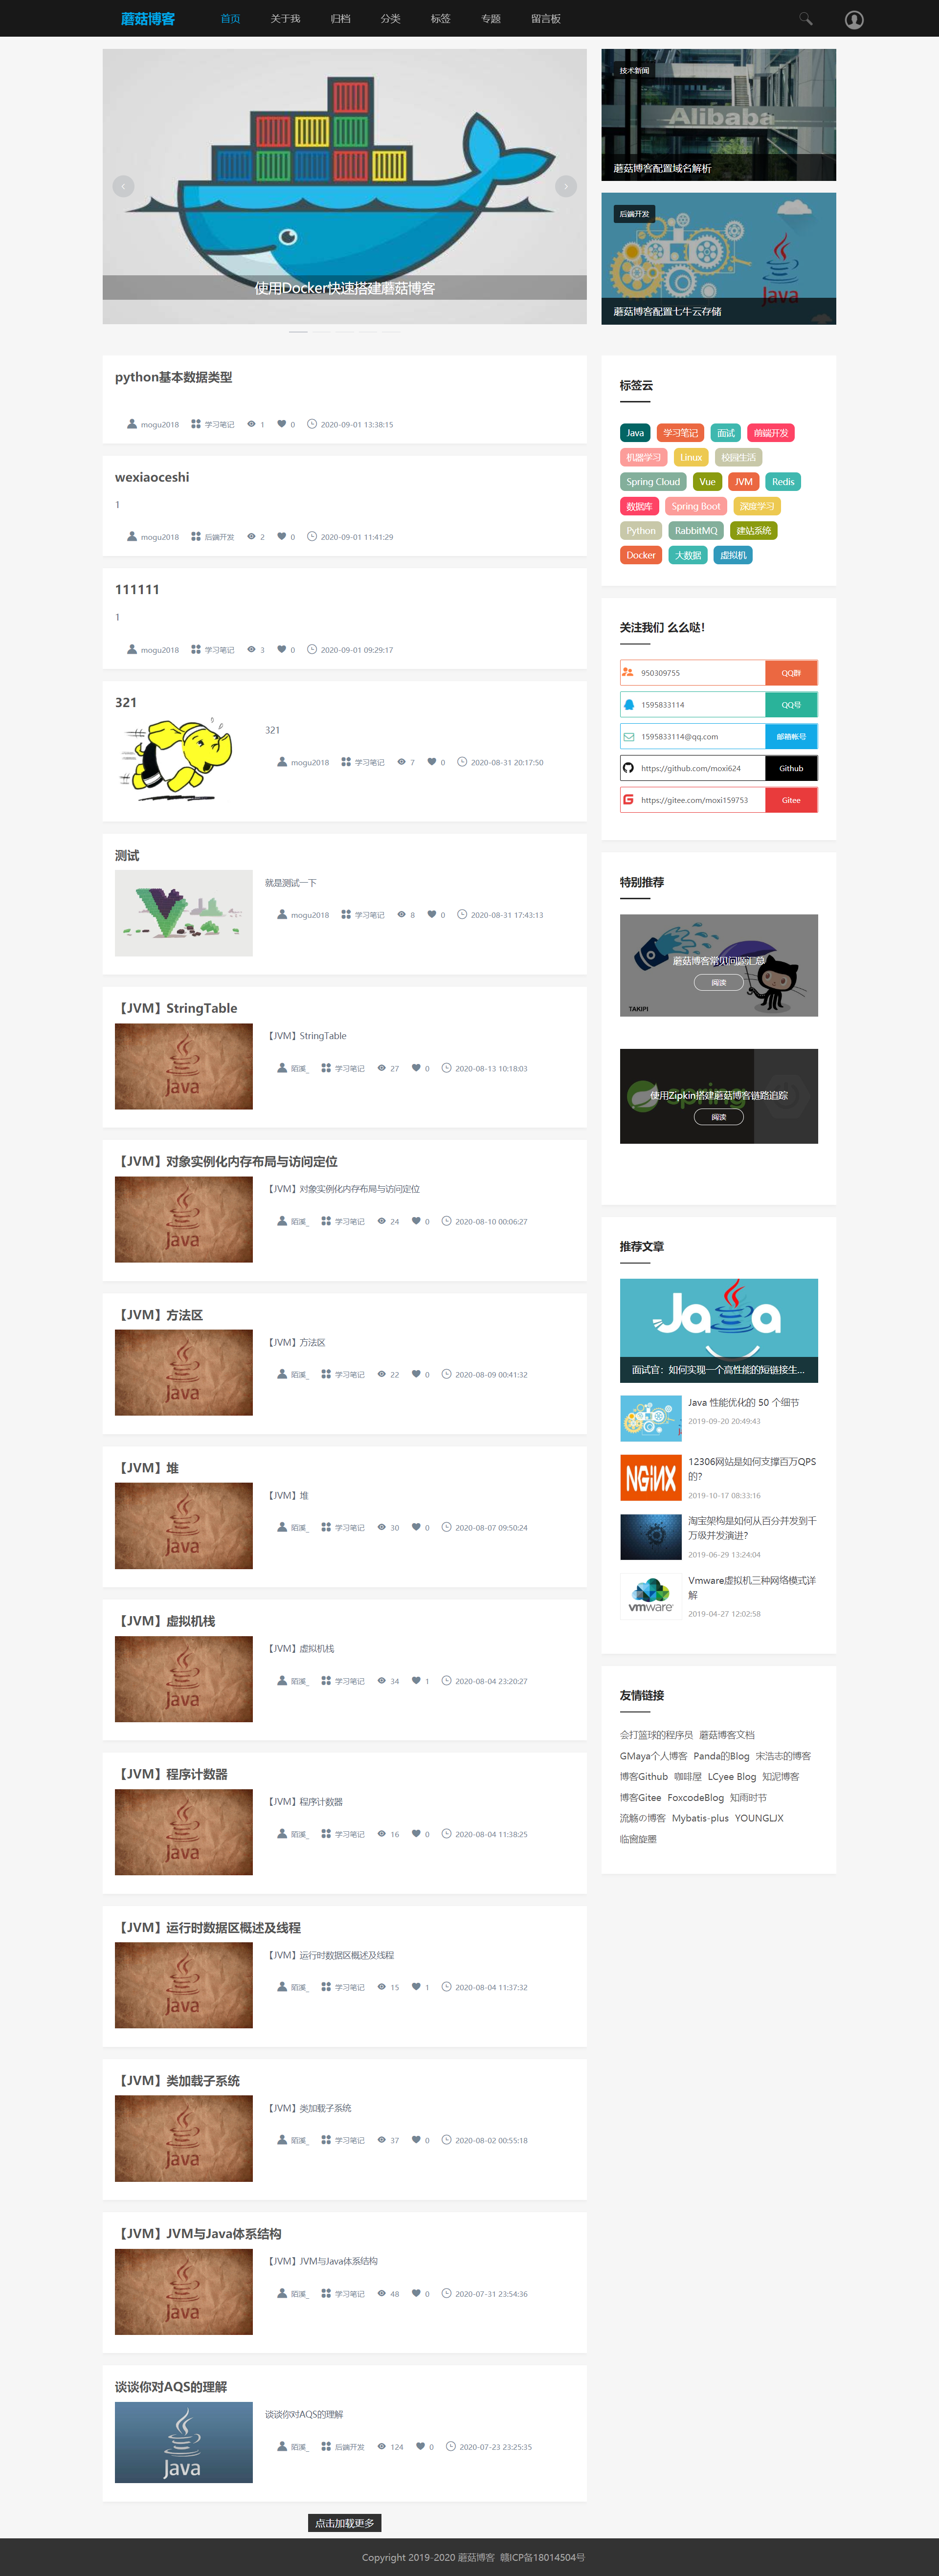 蘑菇博客 首页 关于我 归档 分类 标签 专题 留言板
使用Docker快速搭建蘑菇博客
技术新闻
Alibaba
蘑菇博客配置域名解析
后端开发
Java
蘑菇博客配置七牛云存储
python基本数据类型
mogu2018 学习笔记 1 0 2020-09-01 13:38:15
wexiaoceshi
1
mogu2018 后端开发 2 0 2020-09-01 11:41:29
111111
1
mogu2018 学习笔记 3 0 2020-09-01 09:29:17
321
321
mogu2018 学习笔记 7 0 2020-08-31 20:17:50
测试
就是测试一下
mogu2018 学习笔记 8 0 2020-08-31 17:43:13
【JVM】StringTable
Java
【JVM】StringTable
陌溪_ 学习笔记 27 0 2020-08-13 10:18:03
【JVM】对象实例化内存布局与访问定位
Java
【JVM】对象实例化内存布局与访问定位
陌溪_ 学习笔记 24 0 2020-08-10 00:06:27
【JVM】方法区
Java
【JVM】方法区
陌溪_ 学习笔记 22 0 2020-08-09 00:41:32
【JVM】堆
Java
【JVM】堆
陌溪_ 学习笔记 30 0 2020-08-07 09:50:24
【JVM】虚拟机栈
Java
【JVM】虚拟机栈
陌溪_ 学习笔记 34 1 2020-08-04 23:20:27
【JVM】程序计数器
Java
【JVM】程序计数器
陌溪_ 学习笔记 16 0 2020-08-04 11:38:25
【JVM】运行时数据区概述及线程
Java
【JVM】运行时数据区概述及线程
陌溪_ 学习笔记 15 1 2020-08-04 11:37:32
【JVM】类加载子系统
Java
【JVM】类加载子系统
陌溪_ 学习笔记 37 0 2020-08-02 00:55:18
【JVM】JVM与Java体系结构
Java
【JVM】JVM与Java体系结构
陌溪_ 学习笔记 48 0 2020-07-31 23:54:36
谈谈你对AQS的理解
Java
谈谈你对AQS的理解
陌溪_ 后端开发 124 0 2020-07-23 23:25:35
点击加载更多
标签云
Java 学习笔记 面试 前端开发
机器学习 Linux 校园生活
Spring Cloud Vue JVM Redis
数据库 Spring Boot 深度学习
Python RabbitMQ 建站系统
Docker 大数据 虚拟机
关注我们 么么哒！
950309755 QQ群
1595833114 QQ号
1595833114@qq.com 邮箱帐号
https://github.com/moxi624 Github
https://gitee.com/moxi159753 Gitee
特别推荐
蘑菇博客常见问题汇总
阅读
TAKIPI
spring
使用Zipkin搭建蘑菇博客链路追踪
阅读
推荐文章
Java
面试官：如何实现一个高性能的短链接生...
Java 性能优化的 50 个细节
2019-09-20 20:49:43
NGiNX
12306网站是如何支撑百万QPS
的?
2019-10-17 08:33:16
淘宝架构是如何从百分并发到千
万级并发演进?
2019-06-29 13:24:04
vmware
Vmware虚拟机三种网络模式详
解
2019-04-27 12:02:58
友情链接
会打篮球的程序员 蘑菇博客文档
GMaya个人博客 Panda的Blog 宋浩志的博客
博客Github 咖啡屋 LCyee Blog 知泥博客
博客Gitee FoxcodeBlog 知雨时节
流觞の博客 Mybatis-plus YOUNGLJX
临窗旋墨
Copyright 2019-2020 蘑菇博客 赣ICP备18014504号